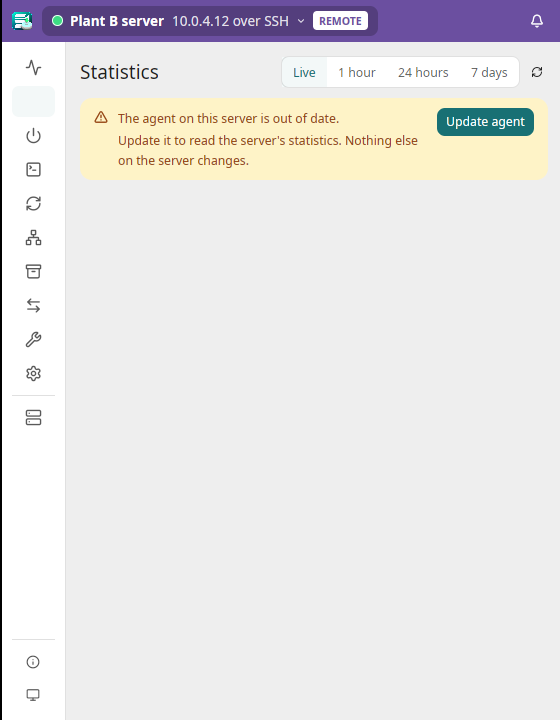 Plant B server 10.0.4.12 over SSH REMOTE
Statistics
Live 1 hour 24 hours 7 days
The agent on this server is out of date.
Update it to read the server's statistics. Nothing else
on the server changes.
Update agent